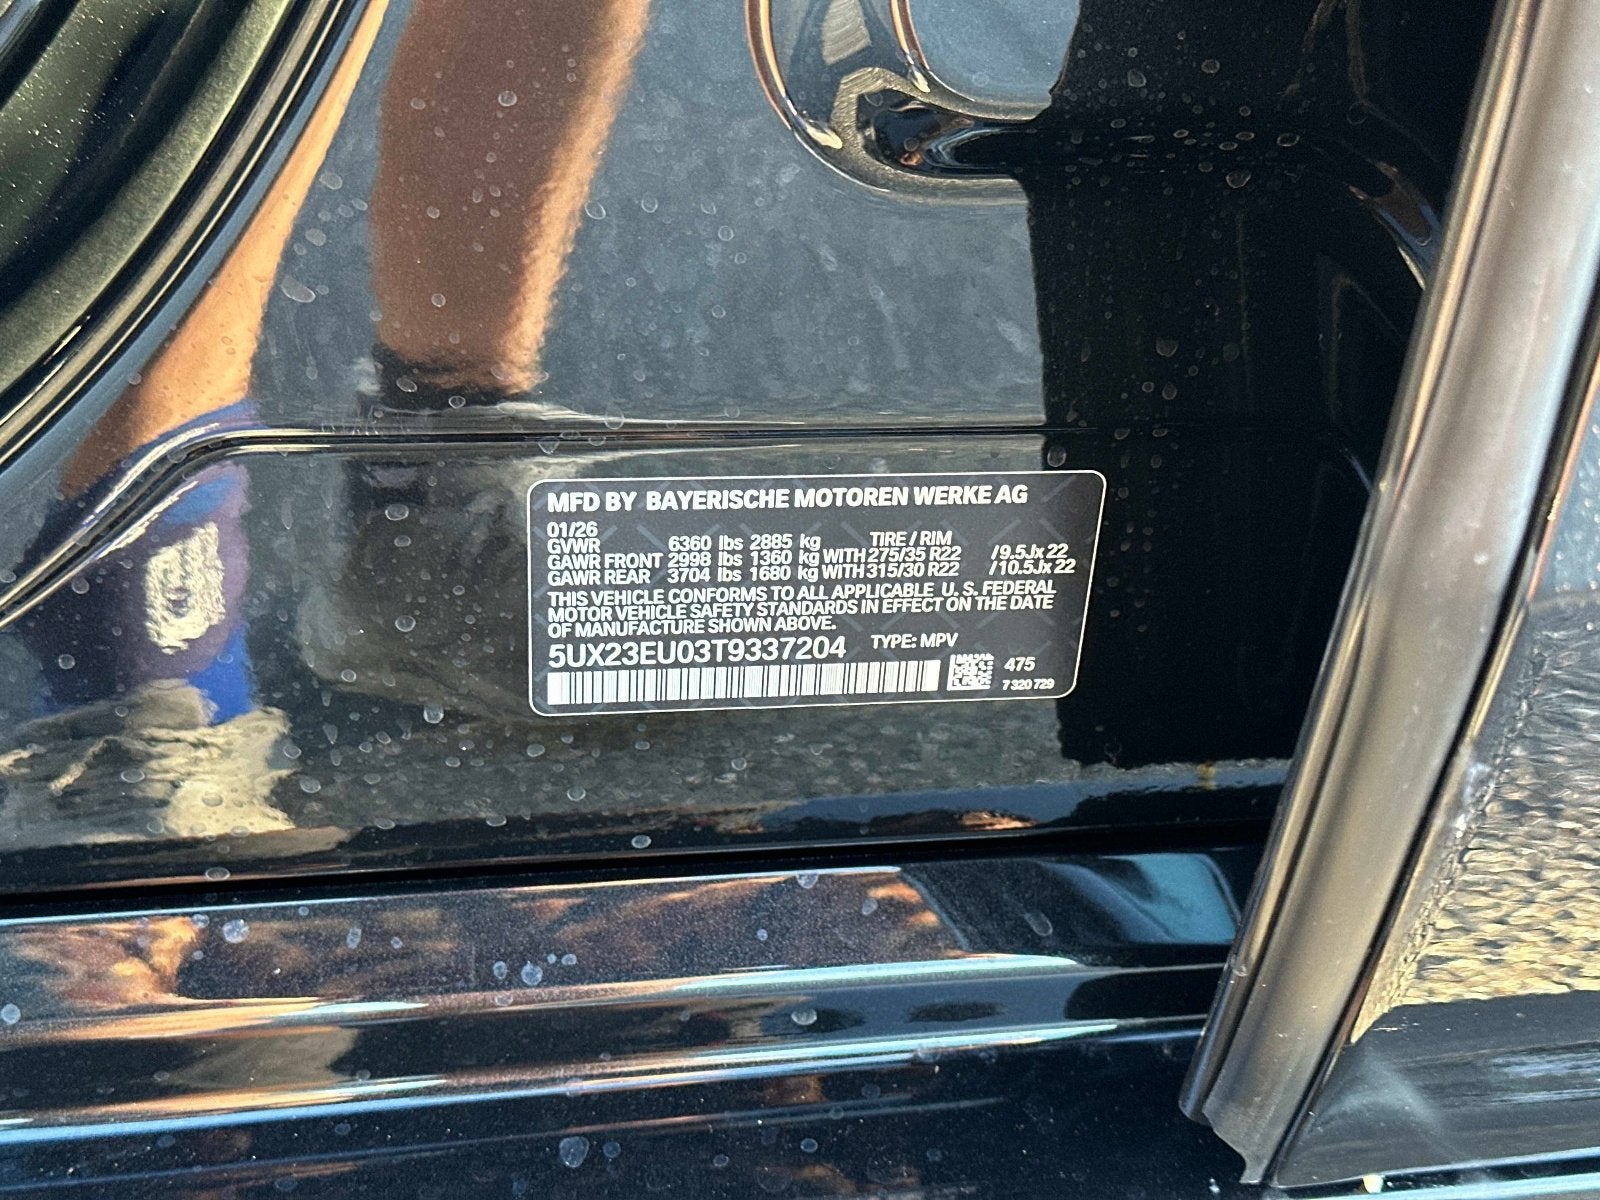 MFD BY BAYERISCHE MOTOREN WERKE AG
01/26
GVWR 6360 lbs 2885 kg TIRE / RIM
GAWR FRONT 2998 lbs 1360 kg WITH 275/35 R22 / 9.5Jx 22
GAWR REAR 3704 lbs 1680 kg WITH 315/30 R22 / 10.5Jx 22
THIS VEHICLE CONFORMS TO ALL APPLICABLE U. S. FEDERAL
MOTOR VEHICLE SAFETY STANDARDS IN EFFECT ON THE DATE
OF MANUFACTURE SHOWN ABOVE.
5UX23EU03T9337204 TYPE: MPV
475
7 320 729